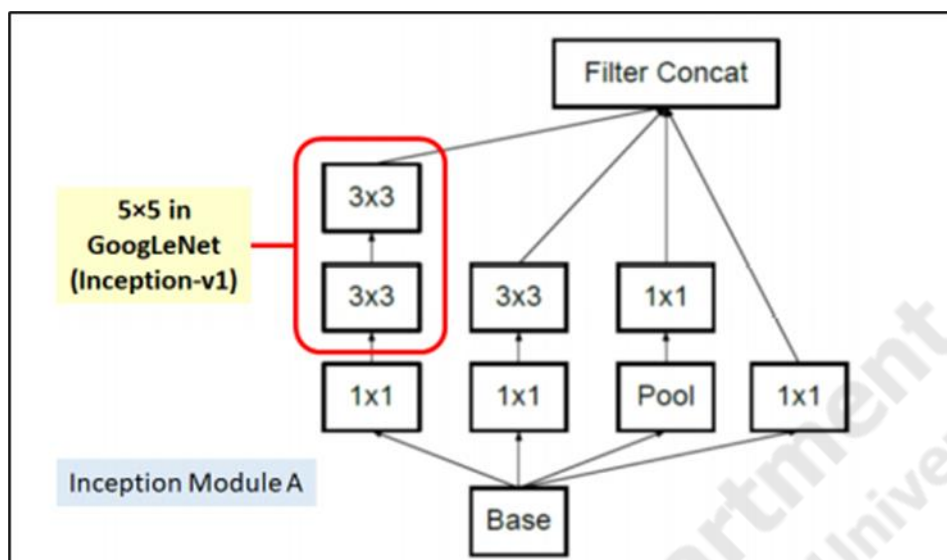 Filter Concat
3x3
5×5 in
GoogLeNet
(Inception-v1)
3x3
3x3
1x1
1x1
1x1
Pool
1x1
Inception Module A
Base